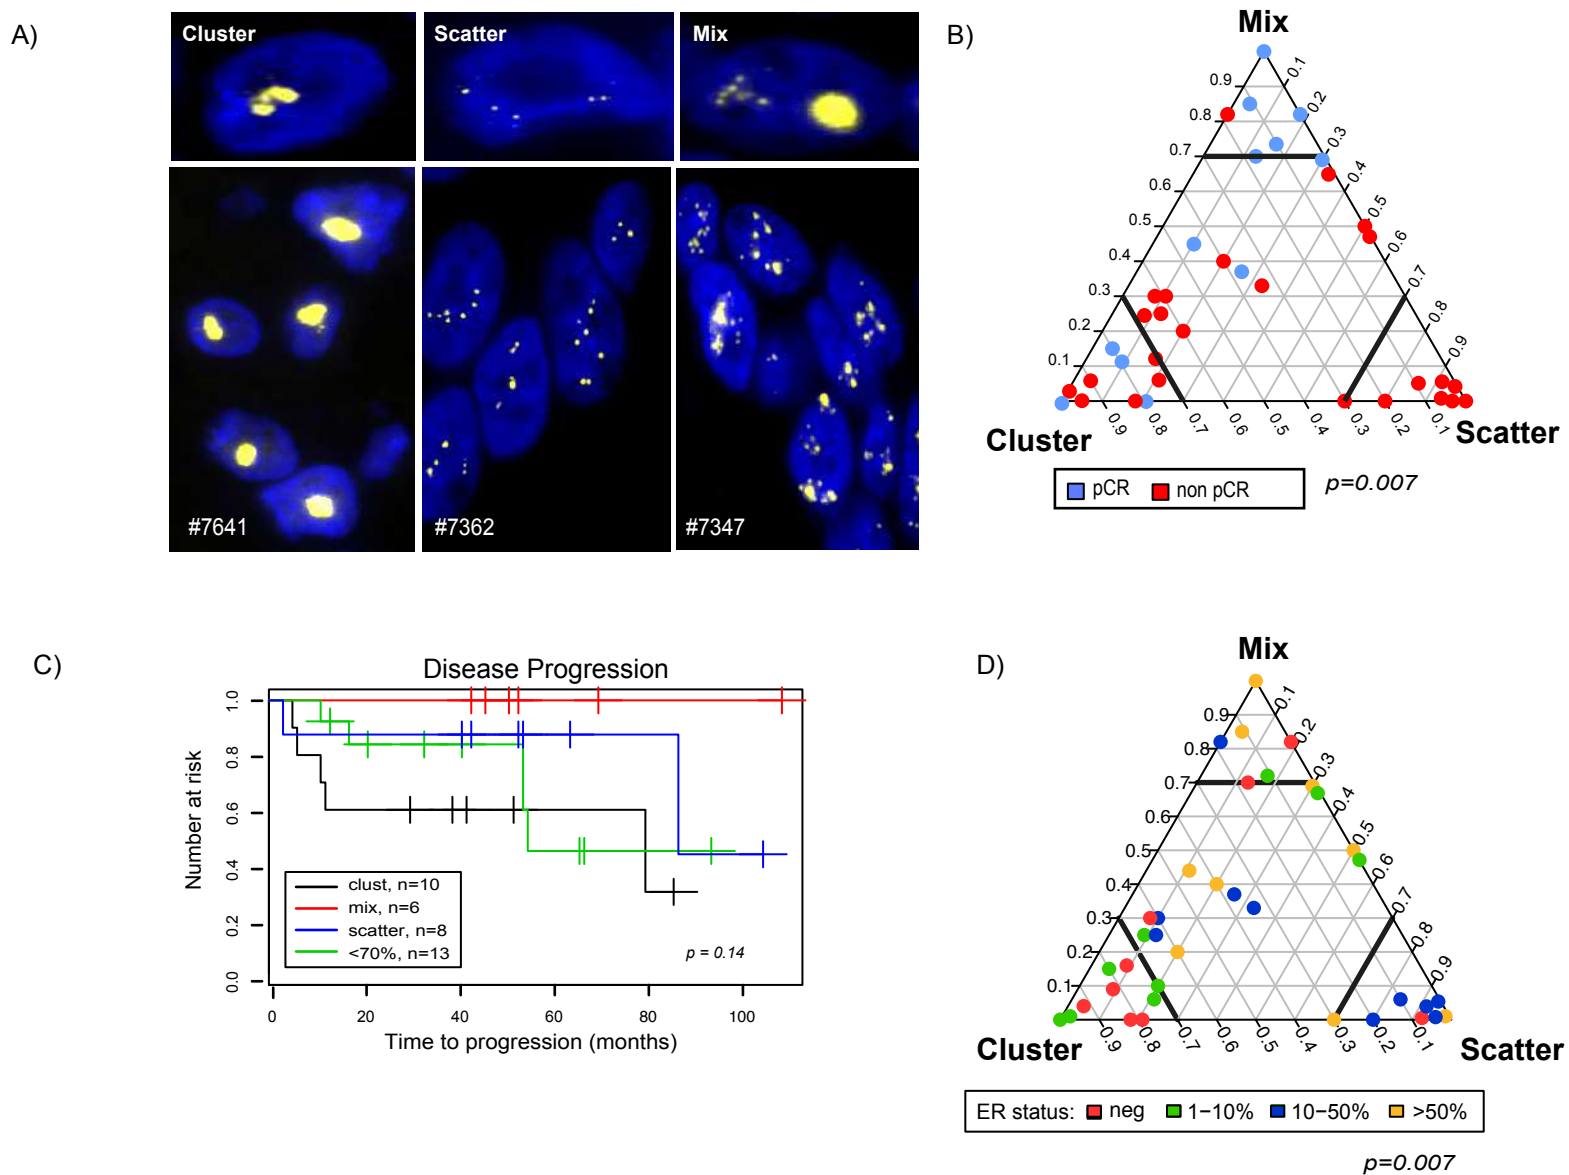 A)
Cluster
Scatter
Mix
#7641
#7362
#7347
B)
Mix
0.9
0.8
0.7
0.6
0.5
0.4
0.3
0.2
0.1
0.1
0.2
0.3
0.4
0.5
0.6
0.7
0.8
0.9
0.9
0.8
0.7
0.6
0.5
0.4
0.3
0.2
0.1
Cluster
Scatter
pCR non pCR
p=0.007
C)
Disease Progression
Number at risk
1.0
0.8
0.6
0.4
0.2
0.0
clust, n=10
mix, n=6
scatter, n=8
<70%, n=13
p = 0.14
0 20 40 60 80 100
Time to progression (months)
D)
Mix
0.9
0.8
0.7
0.6
0.5
0.4
0.3
0.2
0.1
0.1
0.2
0.3
0.4
0.5
0.6
0.7
0.8
0.9
0.9
0.8
0.7
0.6
0.5
0.4
0.3
0.2
0.1
Cluster
Scatter
ER status: neg 1−10% 10−50% >50%
p=0.007